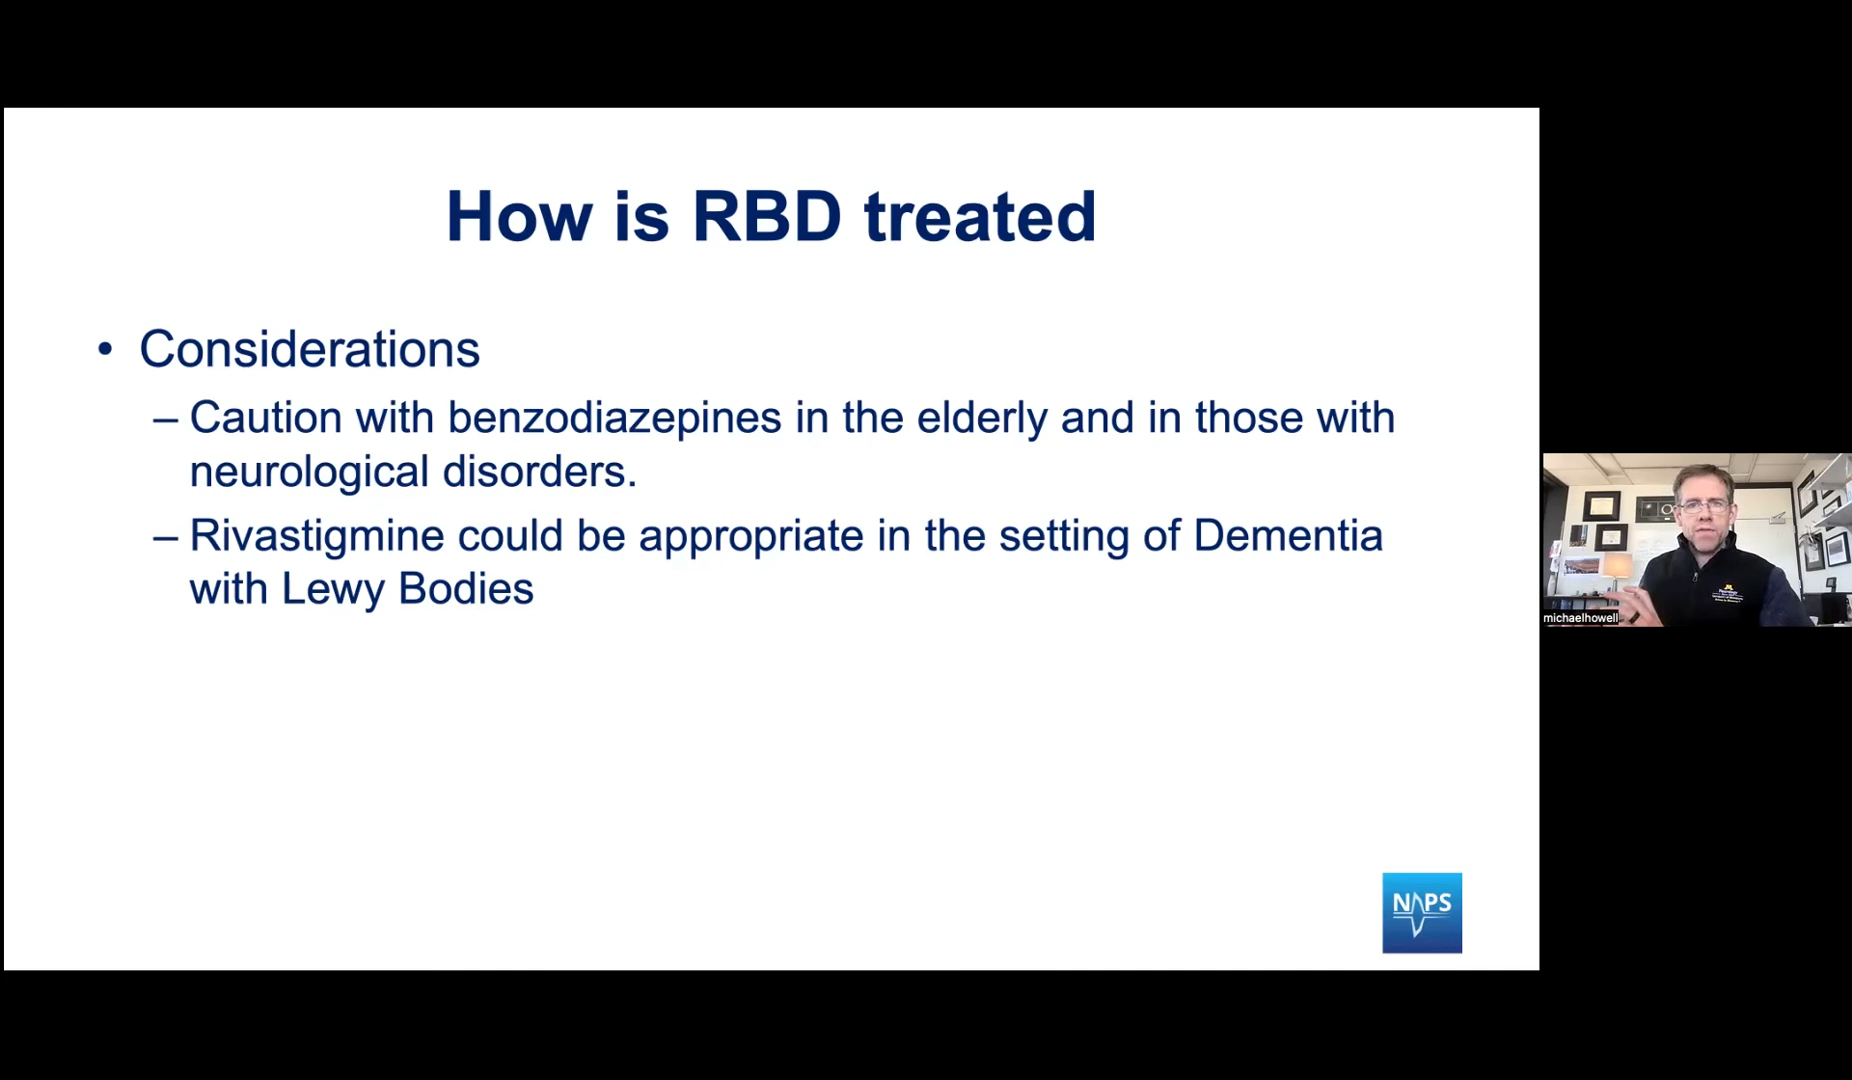 How is RBD treated
• Considerations
– Caution with benzodiazepines in the elderly and in those with
neurological disorders.
– Rivastigmine could be appropriate in the setting of Dementia
with Lewy Bodies
michaelhowell
NAPS